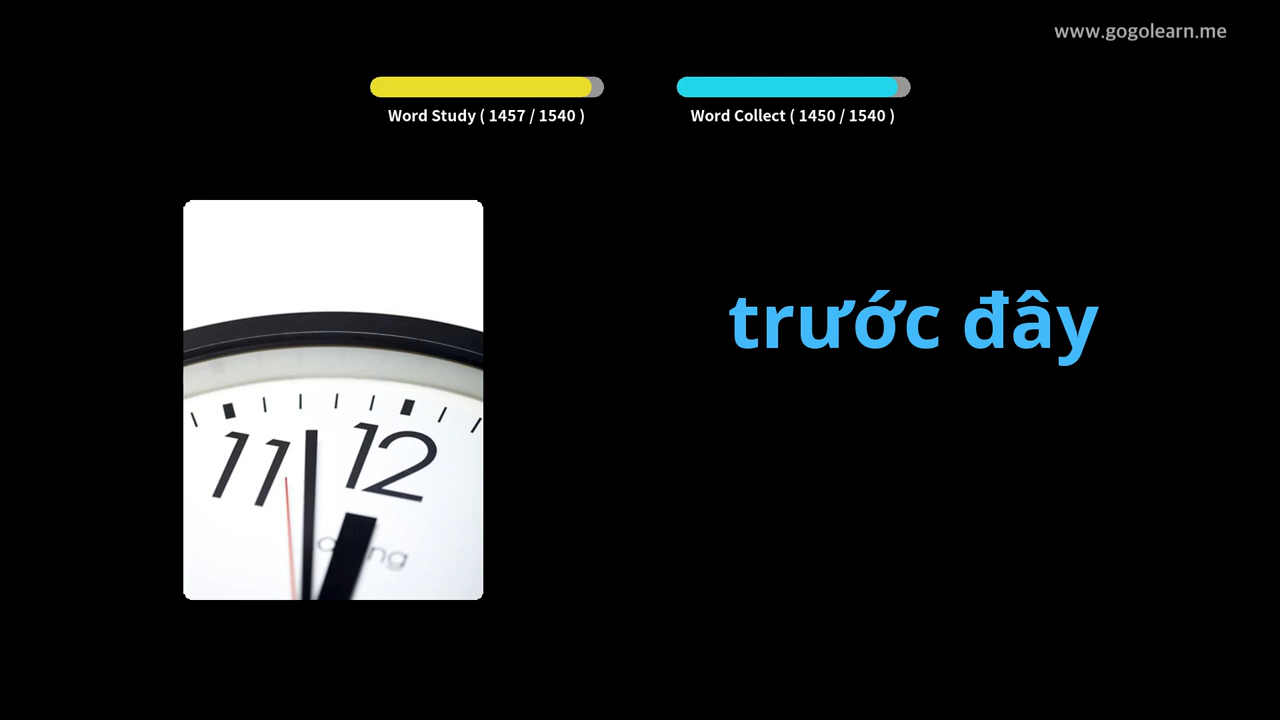 www.gogolearn.me
Word Study ( 1457 / 1540 )
Word Collect ( 1450 / 1540 )
trước đây
11
12